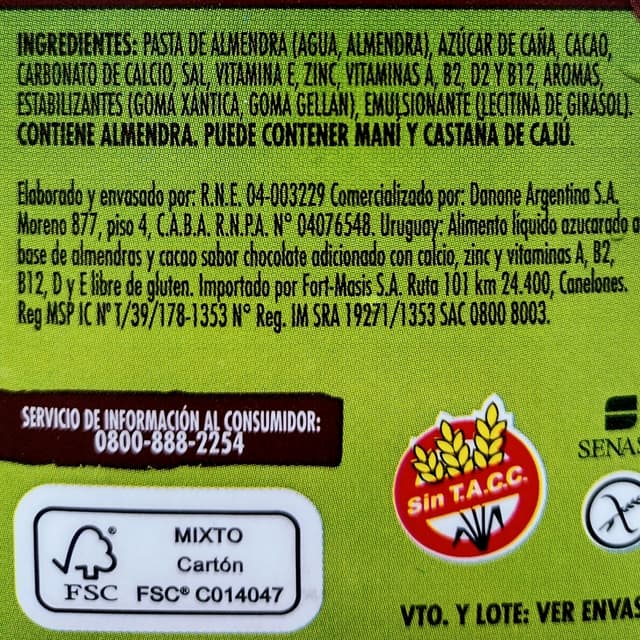 INGREDIENTES: PASTA DE ALMENDRA (AGUA, ALMENDRA), AZÚCAR DE CAÑA, CACAO,
CARBONATO DE CALCIO, SAL, VITAMINA E, ZINC, VITAMINAS A, B2, D2 Y B12, AROMAS,
ESTABILIZANTES (GOMA XÁNTICA, GOMA GELLAN), EMULSIONANTE (LECITINA DE GIRASOL).
CONTIENE ALMENDRA. PUEDE CONTENER MANÍ Y CASTAÑA DE CAJÚ.
Elaborado y envasado por: R.N.E. 04-003229 Comercializado por: Danone Argentina S.A.
Moreno 877, piso 4, C.A.B.A. R.N.P.A. N° 04076548. Uruguay: Alimento líquido azucarado a
base de almendras y cacao sabor chocolate adicionado con calcio, zinc y vitaminas A, B2,
B12, D y E libre de gluten. Importado por Fort-Masis S.A. Ruta 101 km 24.400, Canelones.
Reg MSP IC N° T/39/178-1353 N° Reg. IM SRA 19271/1353 SAC 0800 8003.
SERVICIO DE INFORMACIÓN AL CONSUMIDOR:
0800-888-2254
Sin T.A.C.C.
SENAS
MIXTO
Cartón
FSC® C014047
FSC ®
VTO. Y LOTE: VER ENVAS